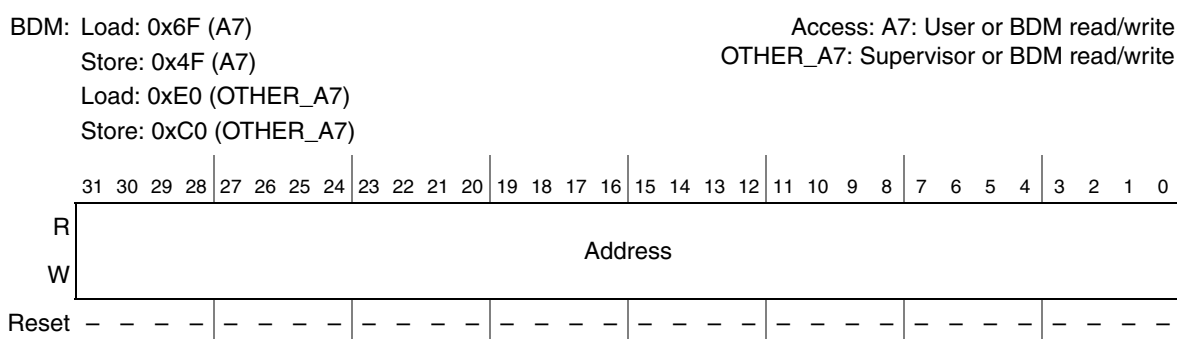 BDM: Load: 0x6F (A7)
Store: 0x4F (A7)
Load: 0xE0 (OTHER_A7)
Store: 0xC0 (OTHER_A7)
Access: A7: User or BDM read/write
OTHER_A7: Supervisor or BDM read/write
31 30 29 28 27 26 25 24 23 22 21 20 19 18 17 16 15 14 13 12 11 10 9 8 7 6 5 4 3 2 1 0
R
Address
W
Reset – – – – – – – – – – – – – – – – – – – – – – – – – – – – – – – –